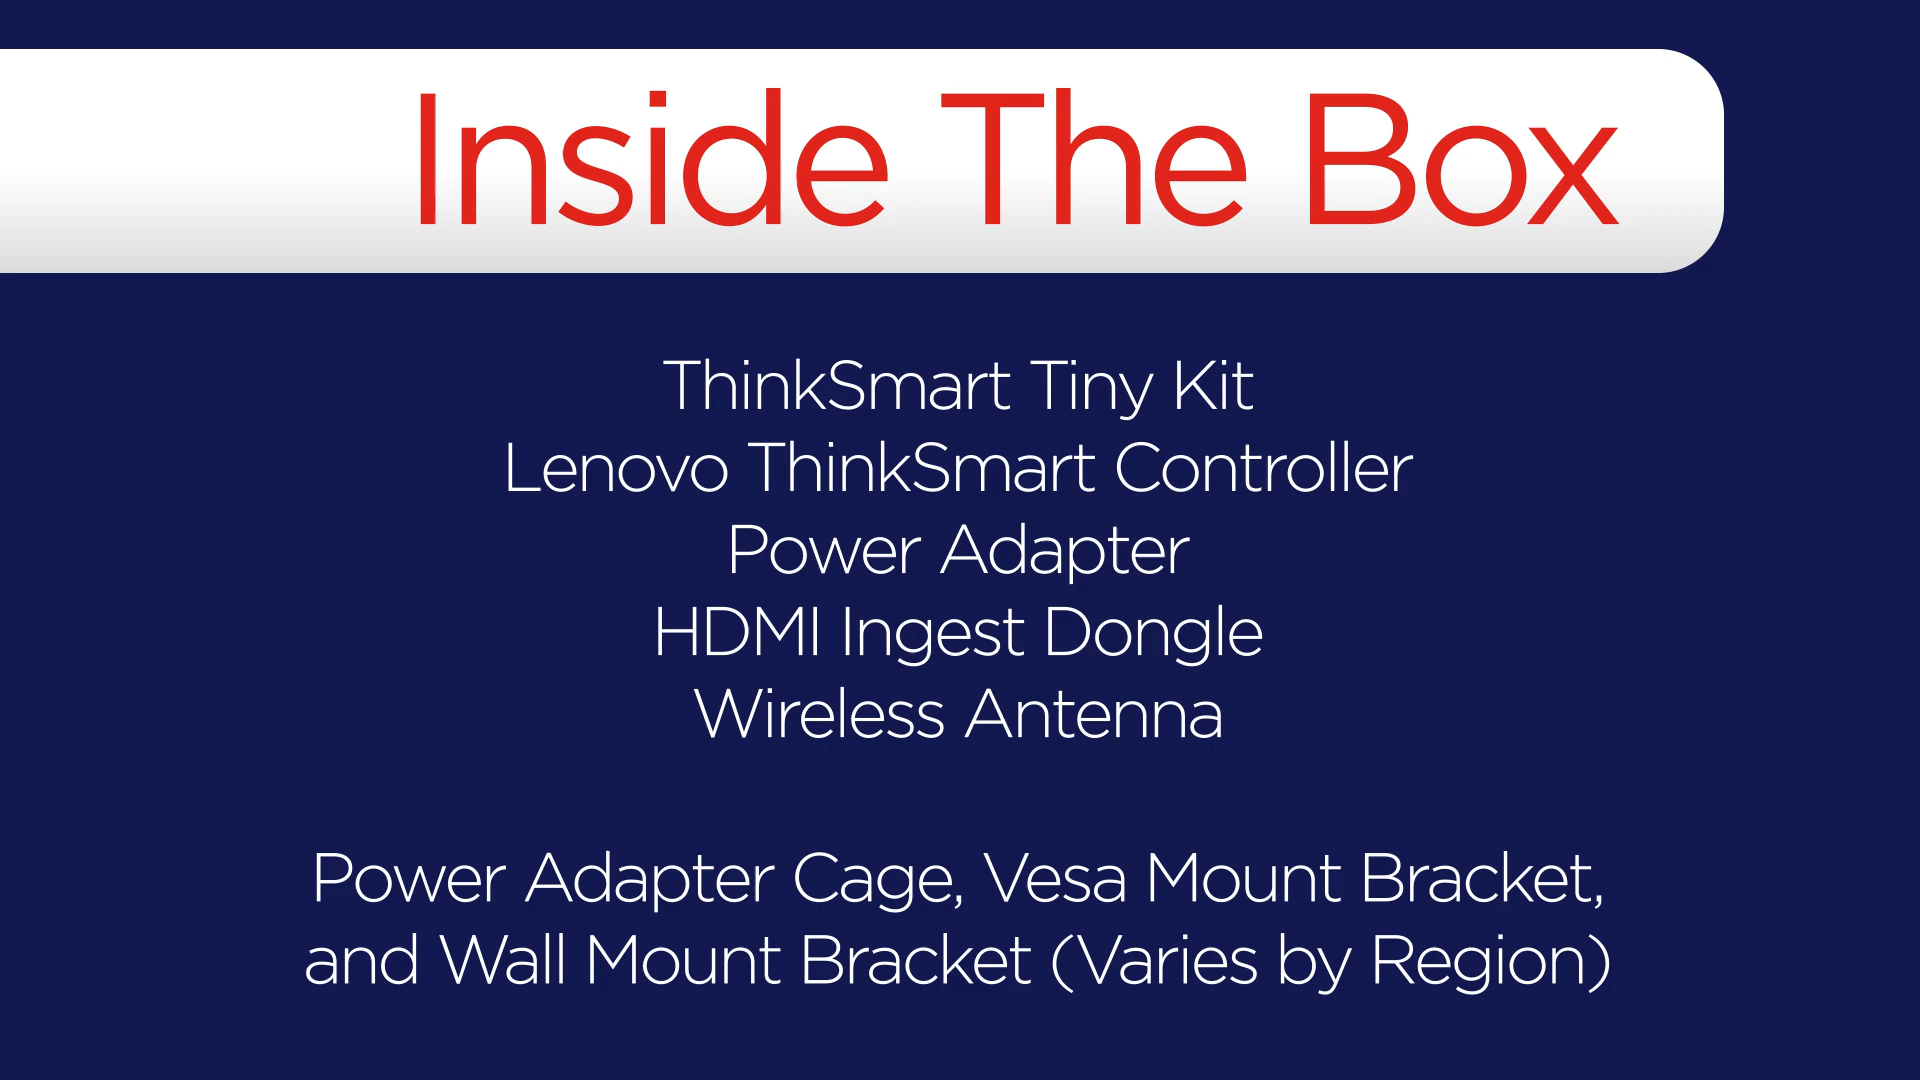 Inside The Box
ThinkSmart Tiny Kit
Lenovo ThinkSmart Controller
Power Adapter
HDMI Ingest Dongle
Wireless Antenna
Power Adapter Cage, Vesa Mount Bracket,
and Wall Mount Bracket (Varies by Region)